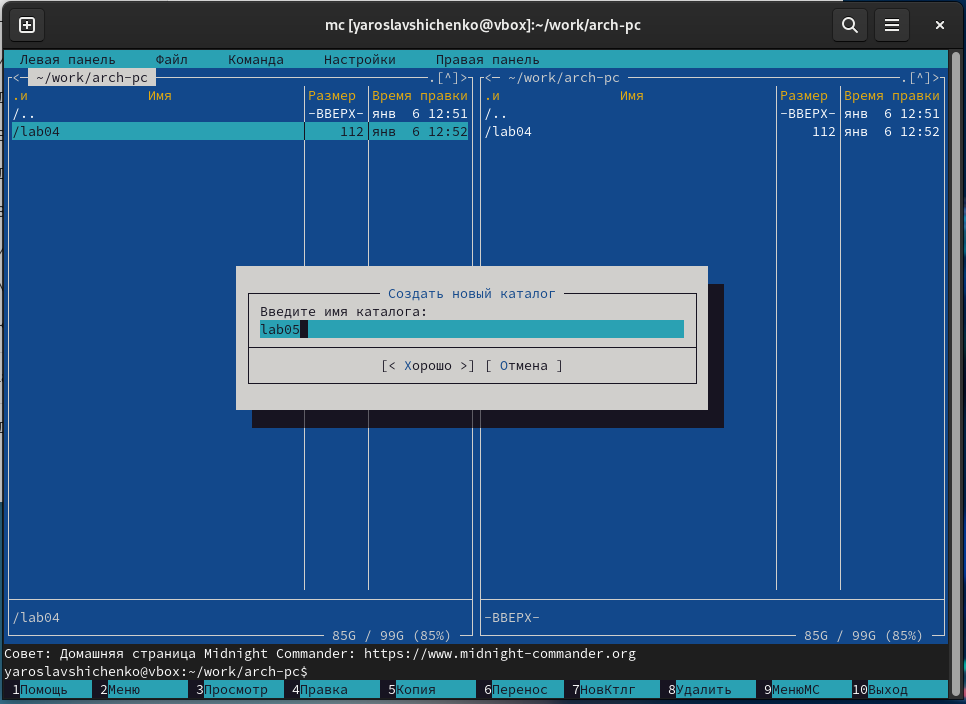 mc [yaroslavshichenko@vbox]:~/work/arch-pc
Левая панель Файл Команда Настройки Правая панель
<— ~/work/arch-pc .[^]> <— ~/work/arch-pc .[^]>
.и Имя Размер Время правки .и Имя Размер Время правки
/.. -ВВЕРХ- янв 6 12:51 /.. -ВВЕРХ- янв 6 12:51
/lab04 112 янв 6 12:52 /lab04 112 янв 6 12:52
Создать новый каталог
Введите имя каталога:
lab05
[< Хорошо >] [ Отмена ]
/lab04 -ВВЕРХ-
85G / 99G (85%) 85G / 99G (85%)
Совет: Домашняя страница Midnight Commander: https://www.midnight-commander.org
yaroslavshichenko@vbox:~/work/arch-pc$
1Помощь 2Меню 3Просмотр 4Правка 5Копия 6Перенос 7НовКтлг 8Удалить 9МенюMC 10Выход